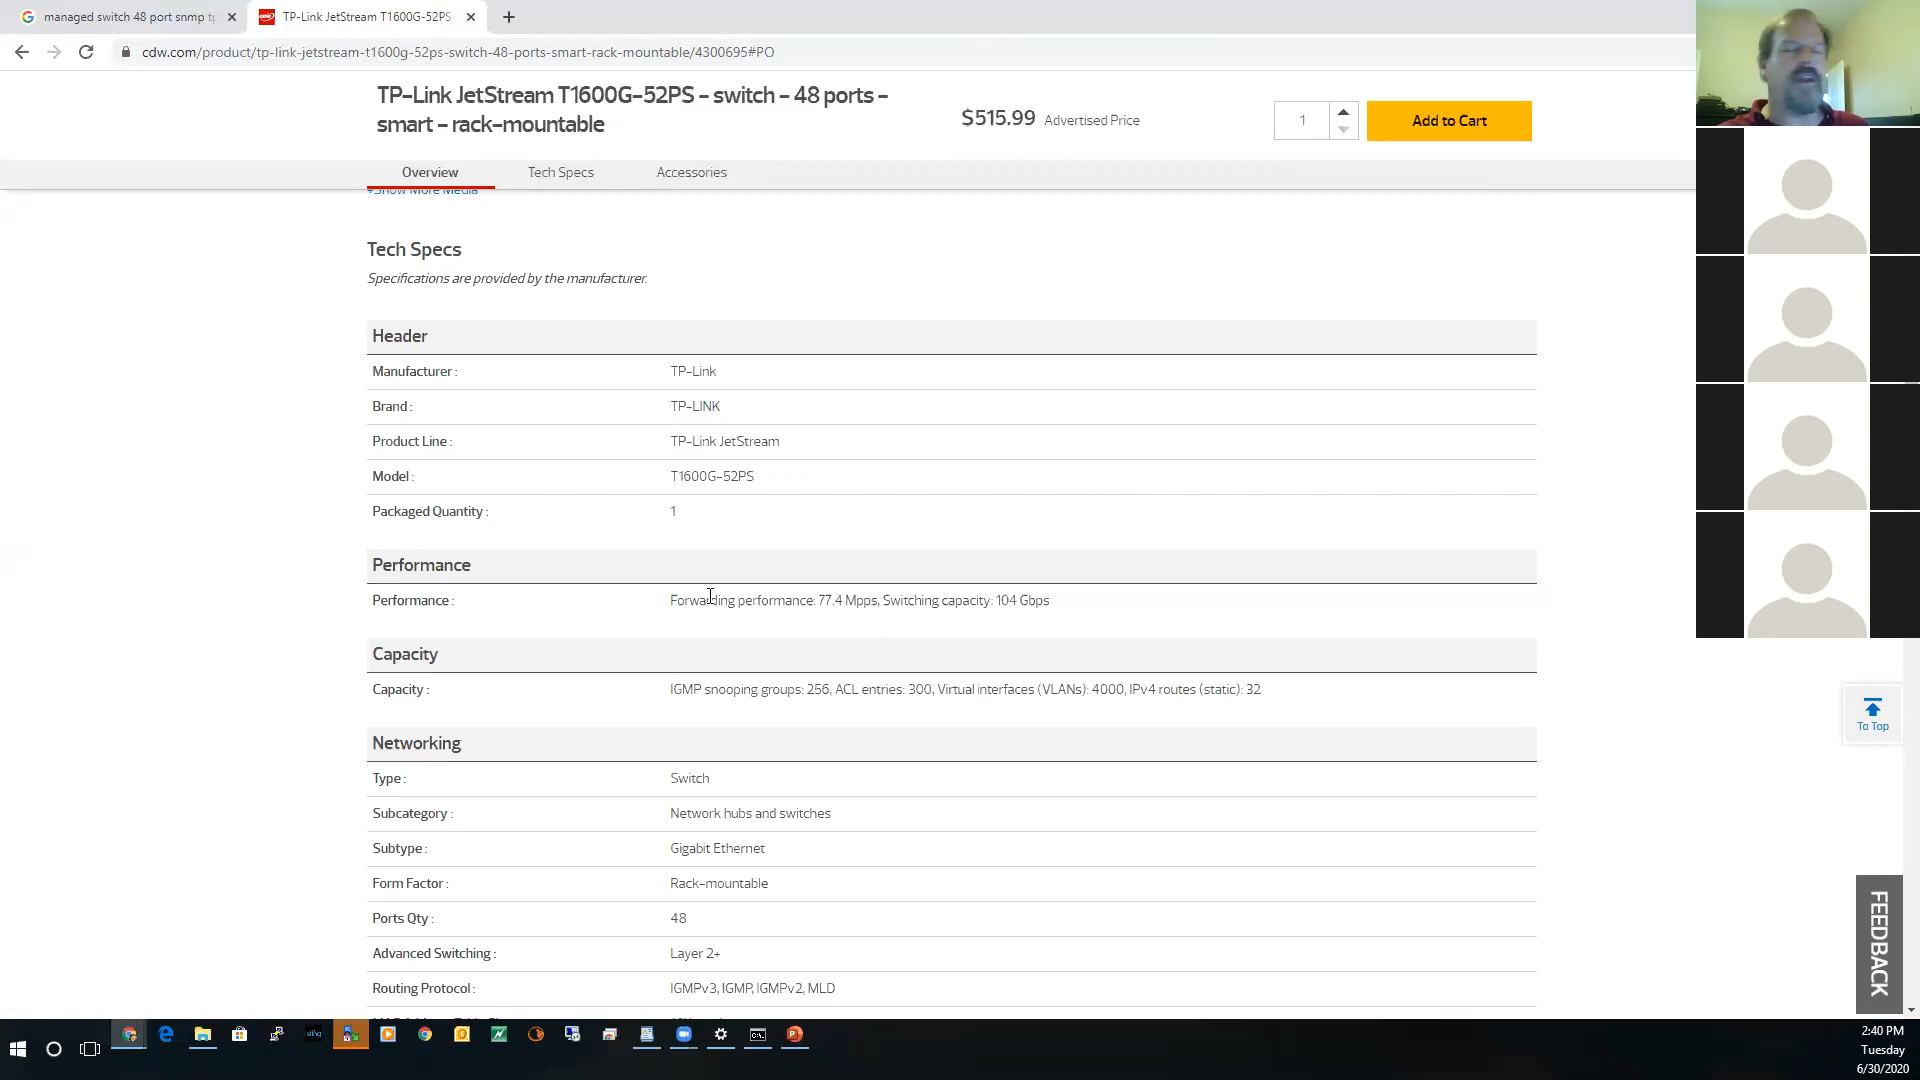 managed switch 48 port snmp
TP-Link JetStream T1600G-52PS
cdw.com/product/tp-link-jetstream-t1600g-52ps-switch-48-ports-smart-rack-mountable/4300695#PO
TP-Link JetStream T1600G-52PS - switch - 48 ports -
smart - rack-mountable
$515.99 Advertised Price
1
Add to Cart
Overview
Tech Specs
Accessories
+Show More Media
Tech Specs
Specifications are provided by the manufacturer.
Header
Manufacturer : TP-Link
Brand : TP-LINK
Product Line : TP-Link JetStream
Model : T1600G-52PS
Packaged Quantity : 1
Performance
Performance : Forwarding performance: 77.4 Mpps, Switching capacity: 104 Gbps
Capacity
Capacity : IGMP snooping groups: 256, ACL entries: 300, Virtual interfaces (VLANs): 4000, IPv4 routes (static): 32
Networking
Type : Switch
Subcategory : Network hubs and switches
Subtype : Gigabit Ethernet
Form Factor : Rack-mountable
Ports Qty : 48
Advanced Switching : Layer 2+
Routing Protocol : IGMPv3, IGMP, IGMPv2, MLD
To Top
FEEDBACK
sling
2:40 PM
Tuesday
6/30/2020